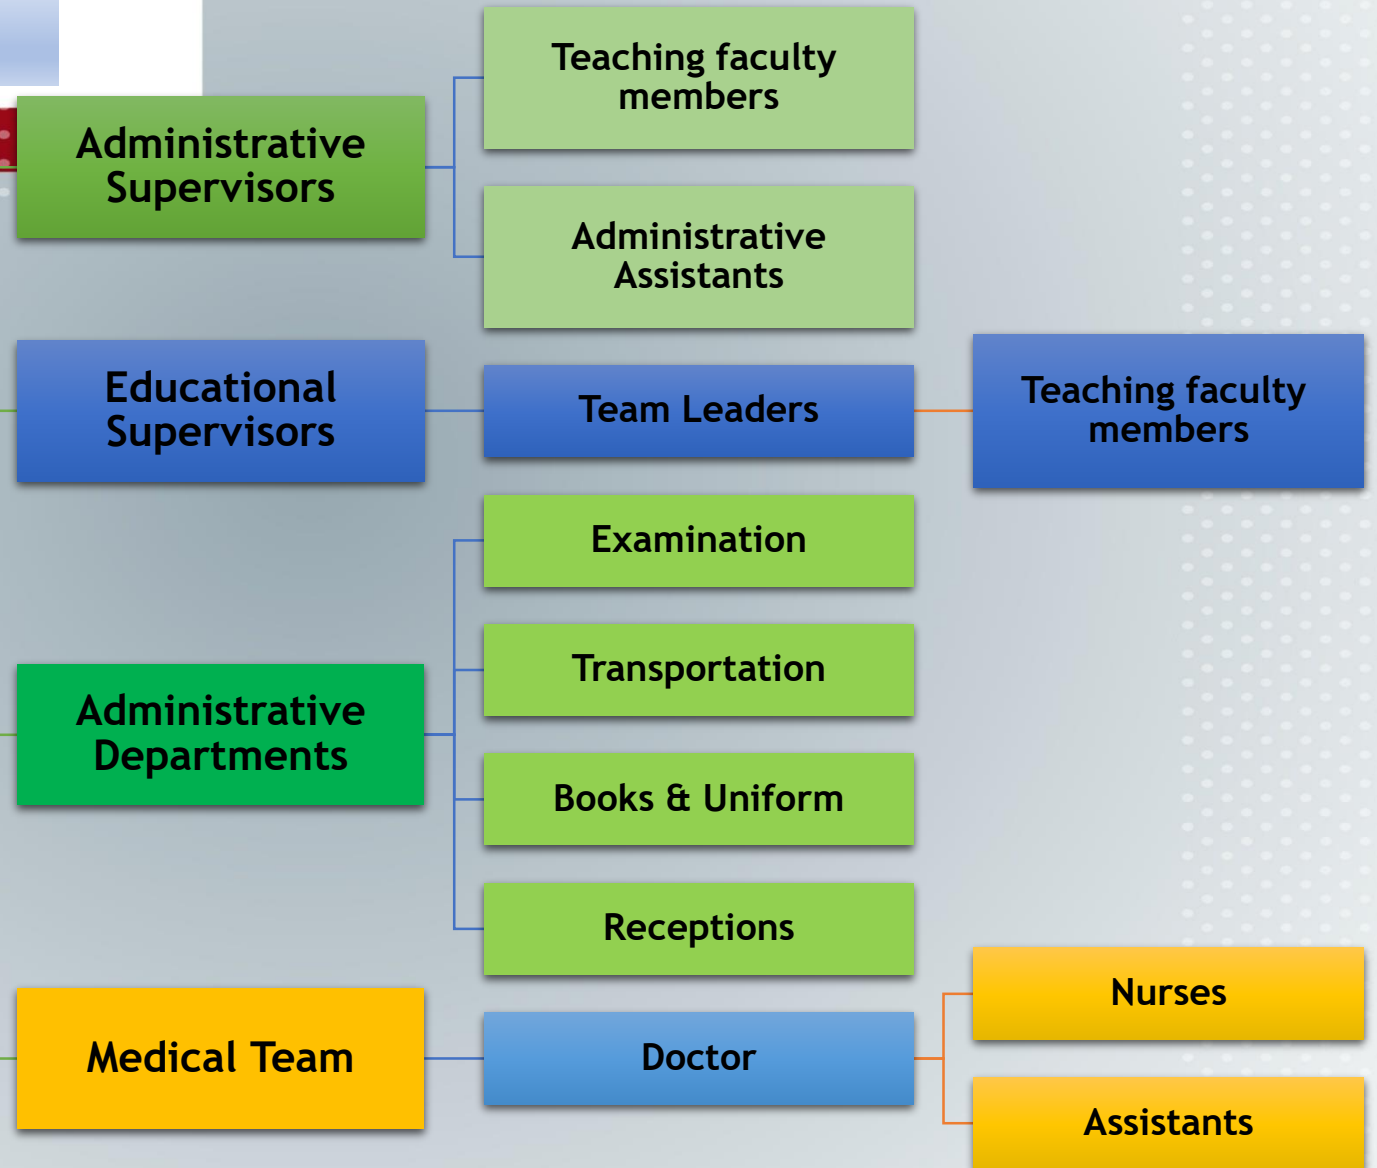 Teaching faculty
members
Administrative
Supervisors
Administrative
Assistants
Educational
Supervisors
Team Leaders
Teaching faculty
members
Examination
Transportation
Administrative
Departments
Books & Uniform
Receptions
Nurses
Medical Team
Doctor
Assistants